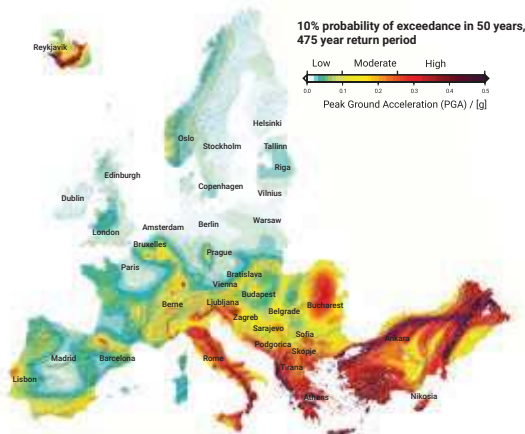 10% probability of exceedance in 50 years,
475 year return period
Low Moderate High
0.0 0.1 0.2 0.3 0.4 0.5
Peak Ground Acceleration (PGA) / [g]
Reykjavik
Helsinki
Oslo
Stockholm
Tallinn
Riga
Edinburgh
Copenhagen
Vilnius
Dublin
Warsaw
London
Amsterdam
Berlin
Bruxelles
Prague
Paris
Bratislava
Vienna
Budapest
Berne
Ljubljana
Bucharest
Zagreb
Belgrade
Sarajevo
Sofia
Podgorica
Skopje
Ankara
Madrid
Barcelona
Rome
Tirana
Lisbon
Athens
Nikosia